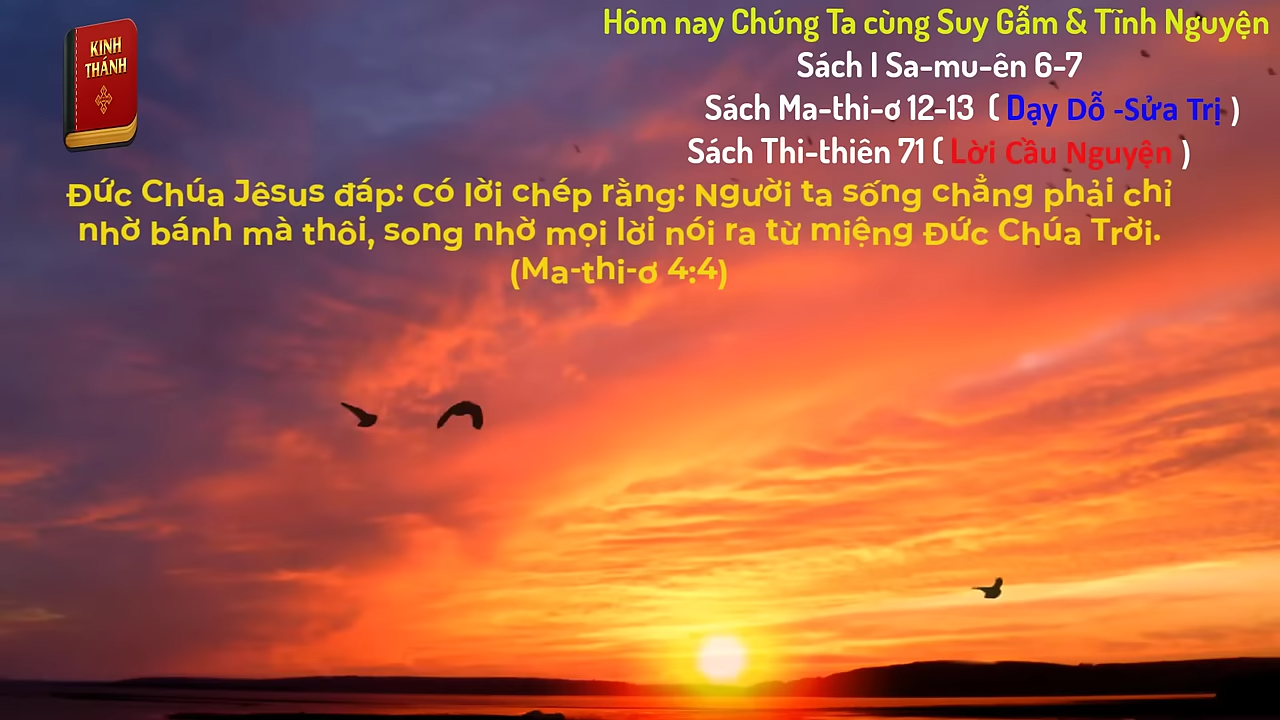 KINH
THÁNH
Hôm nay Chúng Ta cùng Suy Gẫm & Tĩnh Nguyện
Sách I Sa-mu-ên 6-7
Sách Ma-thi-ơ 12-13 ( Dạy Dỗ -Sửa Trị )
Sách Thi-thiên 71 ( Lời Cầu Nguyện )
Đức Chúa Jêsus đáp: Có lời chép rằng: Người ta sống chẳng phải chỉ
nhờ bánh mà thôi, song nhờ mọi lời nói ra từ miệng Đức Chúa Trời.
(Ma-thi-ơ 4:4)